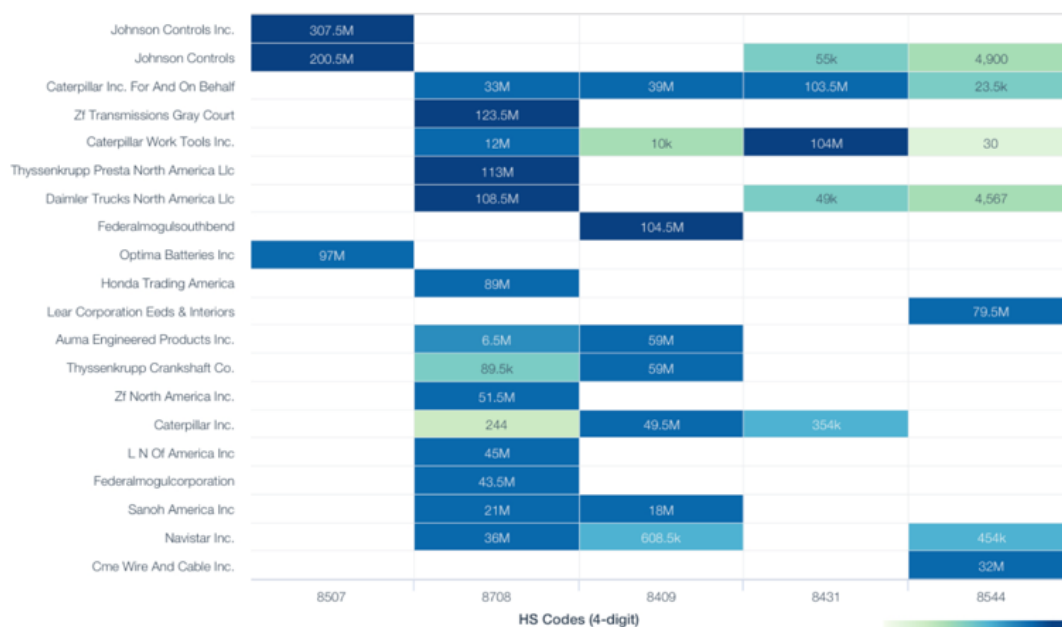 Johnson Controls Inc. 307.5M
Johnson Controls 200.5M 55k 4,900
Caterpillar Inc. For And On Behalf 33M 39M 103.5M 23.5k
Zf Transmissions Gray Court 123.5M
Caterpillar Work Tools Inc. 12M 10k 104M 30
Thyssenkrupp Presta North America Llc 113M
Daimler Trucks North America Llc 108.5M 49k 4,567
Federalmogulsouthbend 104.5M
Optima Batteries Inc 97M
Honda Trading America 89M
Lear Corporation Eeds & Interiors 79.5M
Auma Engineered Products Inc. 6.5M 59M
Thyssenkrupp Crankshaft Co. 89.5k 59M
Zf North America Inc. 51.5M
Caterpillar Inc. 244 49.5M 354k
L N Of America Inc 45M
Federalmogulcorporation 43.5M
Sanoh America Inc 21M 18M
Navistar Inc. 36M 608.5k 454k
Cme Wire And Cable Inc. 32M
8507 8708 8409 8431 8544
HS Codes (4-digit)